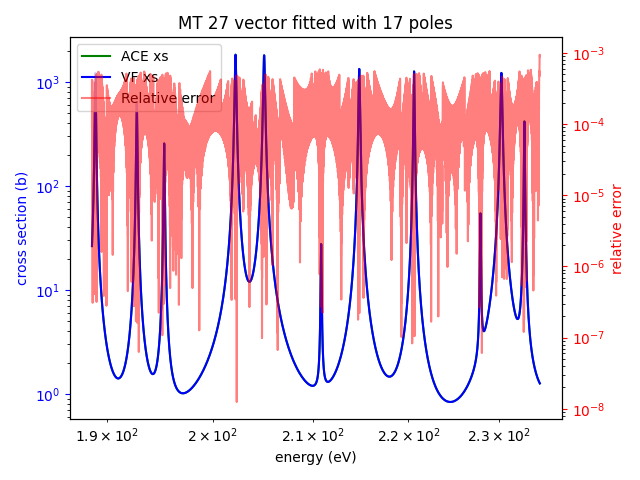 MT 27 vector fitted with 17 poles
ACE xs
VF xs
Relative error
cross section (b)
10³
10²
10¹
10⁰
relative error
10⁻³
10⁻⁴
10⁻⁵
10⁻⁶
10⁻⁷
10⁻⁸
1.9 × 10² 2 × 10² 2.1 × 10² 2.2 × 10² 2.3 × 10²
energy (eV)